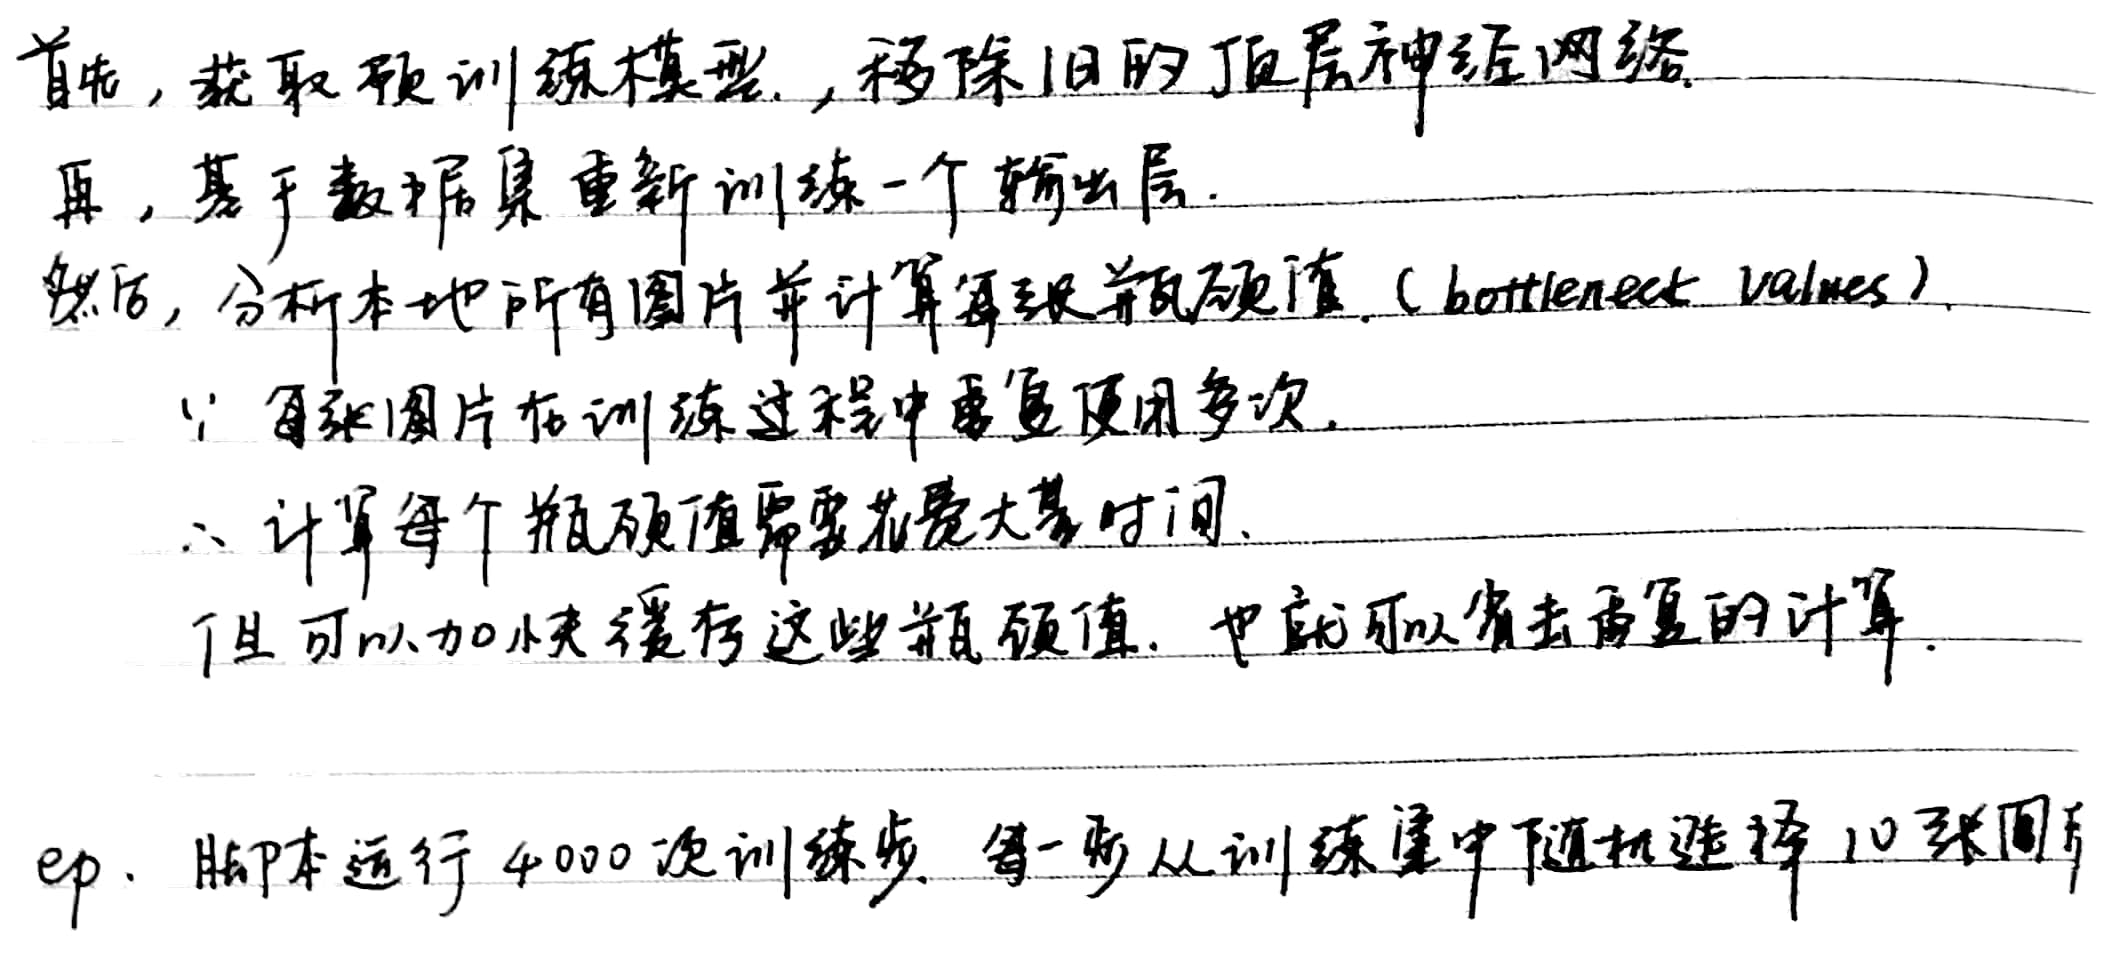 首先，获取预训练模型，移除旧的顶层神经网络.
再，基于数据集重新训练一个输出层.
然后，分析本地所有图片并计算每张瓶颈值.(bottleneck values).
∵ 每张图片在训练过程中重复使用多次.
∴ 计算每个瓶颈值需要花费大量时间.
但可以加快缓存这些瓶颈值.也就可以省去重复的计算.
ep. 脚本运行4000次训练步.每一步从训练集中随机选择10张图片